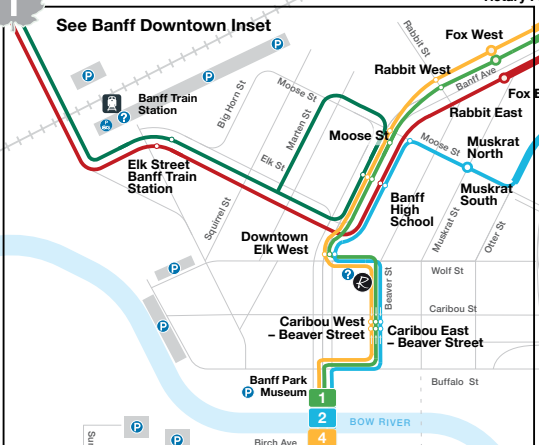 Rotary
See Banff Downtown Inset
Fox West
Rabbit St
Rabbit West
Banff Ave
P
P
P
Banff Train
Station
?
Big Horn St
Moose St
Marten St
Fox E
Rabbit East
Moose St
Moose St
Muskrat
North
Elk St
Elk Street
Banff Train
Station
Muskrat
South
Banff
High
School
Squirrel St
Muskrat St
Otter St
Downtown
Elk West
P
?
R
Beaver St
Wolf St
Caribou St
P
Caribou West
– Beaver Street
Caribou East
– Beaver Street
Banff Park
P Museum
Buffalo St
1
2
4
BOW RIVER
P
P
Sun
Birch Ave